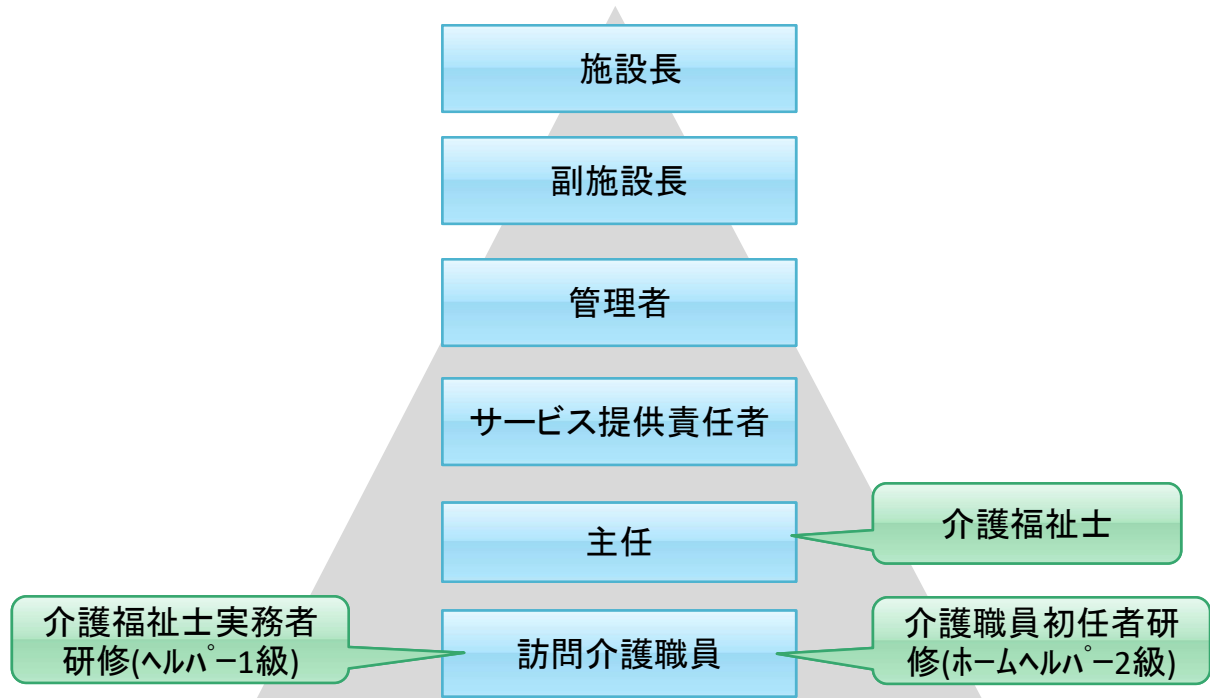 施設長
副施設長
管理者
サービス提供責任者
主任
介護福祉士
介護福祉士実務者
研修(ﾍﾙﾊﾟｰ1級)
訪問介護職員
介護職員初任者研
修(ﾎｰﾑﾍﾙﾊﾟｰ2級)